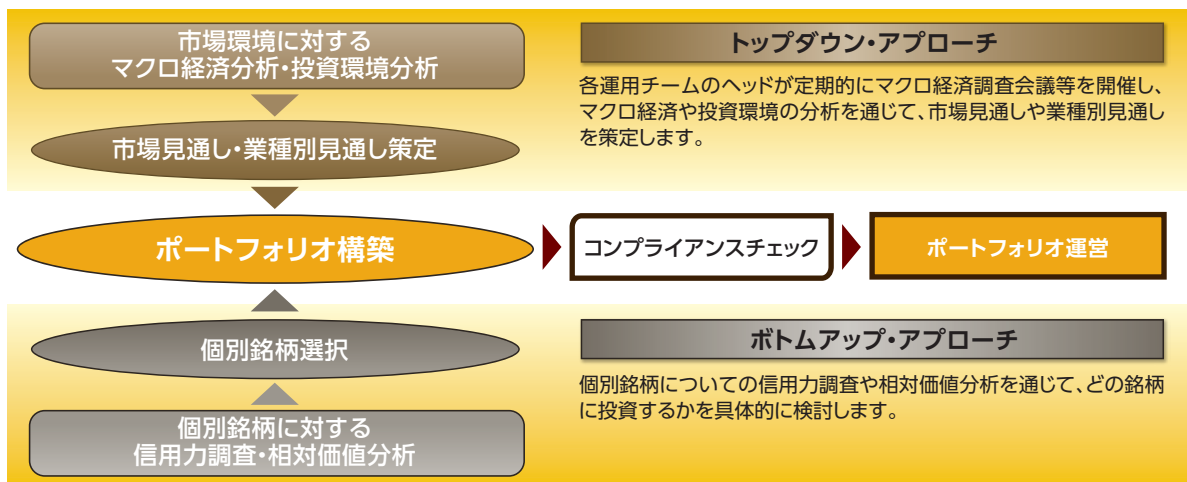 市場環境に対する
マクロ経済分析・投資環境分析
市場見通し・業種別見通し策定
トップダウン・アプローチ
各運用チームのヘッドが定期的にマクロ経済調査会議等を開催し、
マクロ経済や投資環境の分析を通じて、市場見通しや業種別見通し
を策定します。
ポートフォリオ構築
コンプライアンスチェック
ポートフォリオ運営
個別銘柄選択
個別銘柄に対する
信用力調査・相対価値分析
ボトムアップ・アプローチ
個別銘柄についての信用力調査や相対価値分析を通じて、どの銘柄
に投資するかを具体的に検討します。